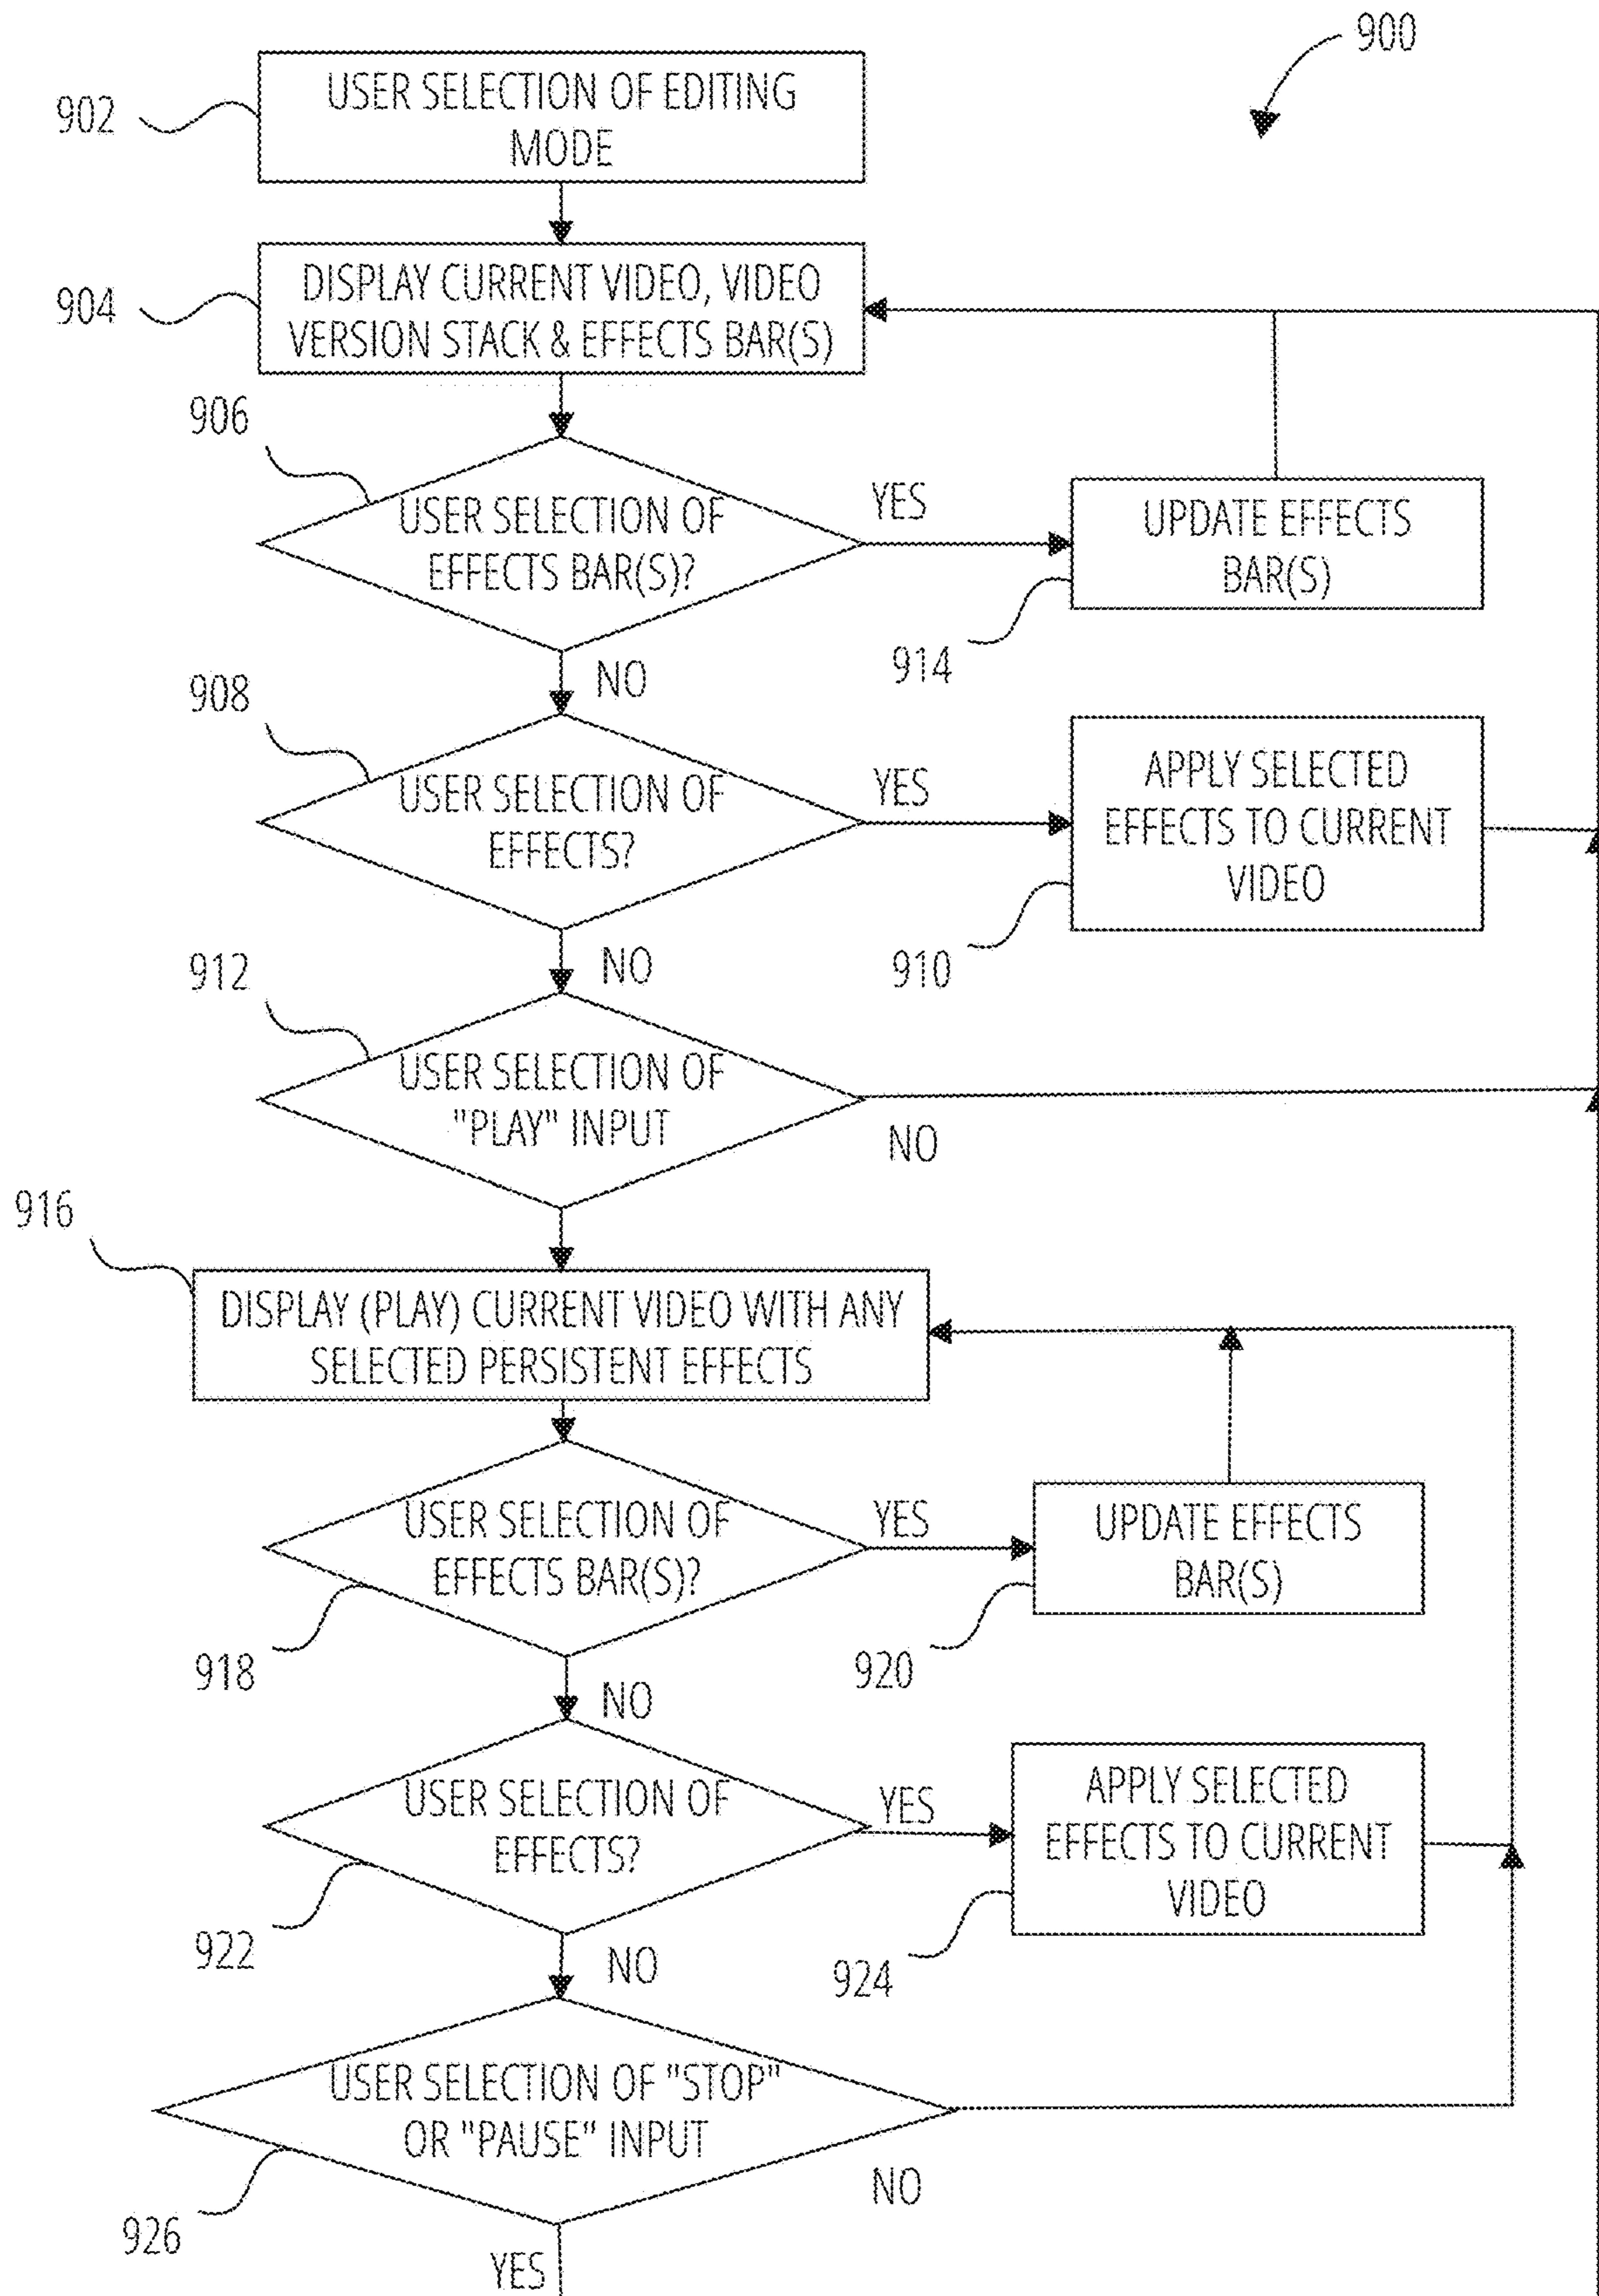 900
902
USER SELECTION OF EDITING
MODE
904
DISPLAY CURRENT VIDEO, VIDEO
VERSION STACK & EFFECTS BAR(S)
906
USER SELECTION OF
EFFECTS BAR(S)?
YES
UPDATE EFFECTS
BAR(S)
914
NO
908
USER SELECTION OF
EFFECTS?
YES
APPLY SELECTED
EFFECTS TO CURRENT
VIDEO
910
NO
912
USER SELECTION OF
"PLAY" INPUT
NO
916
DISPLAY (PLAY) CURRENT VIDEO WITH ANY
SELECTED PERSISTENT EFFECTS
USER SELECTION OF
EFFECTS BAR(S)?
YES
UPDATE EFFECTS
BAR(S)
918
920
NO
USER SELECTION OF
EFFECTS?
YES
APPLY SELECTED
EFFECTS TO CURRENT
VIDEO
922
924
NO
USER SELECTION OF "STOP"
OR "PAUSE" INPUT
NO
926
YES